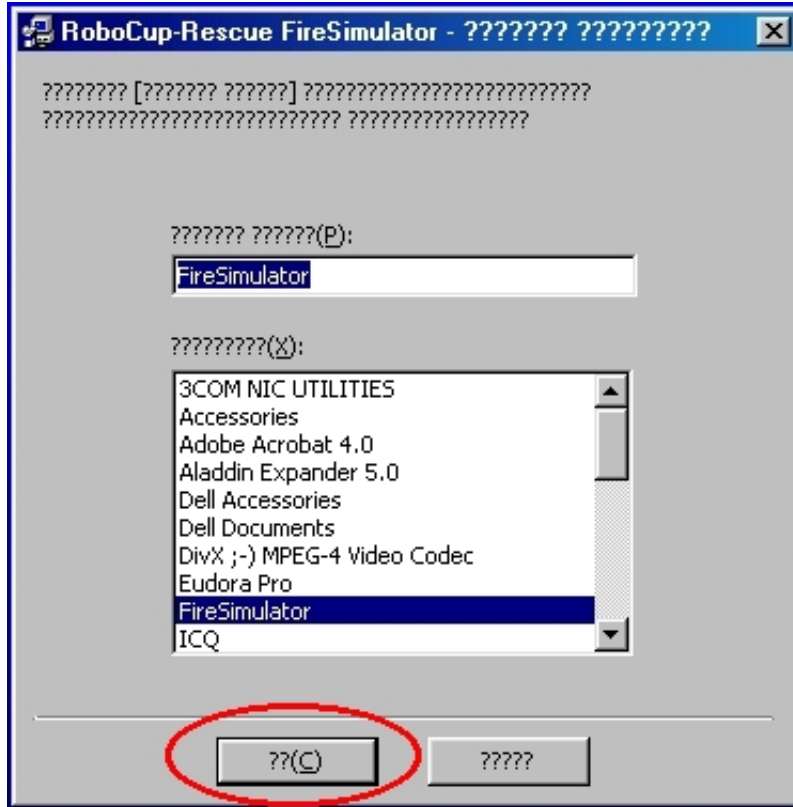 RoboCup-Rescue FireSimulator - ??????? ?????????
???????? [??????? ??????] ???????????????????????????
???????????????????????????? ?????????????????
??????? ??????(P):
FireSimulator
?????????(X):
3COM NIC UTILITIES
Accessories
Adobe Acrobat 4.0
Aladdin Expander 5.0
Dell Accessories
Dell Documents
DivX ;-) MPEG-4 Video Codec
Eudora Pro
FireSimulator
ICQ
??(C) ?????